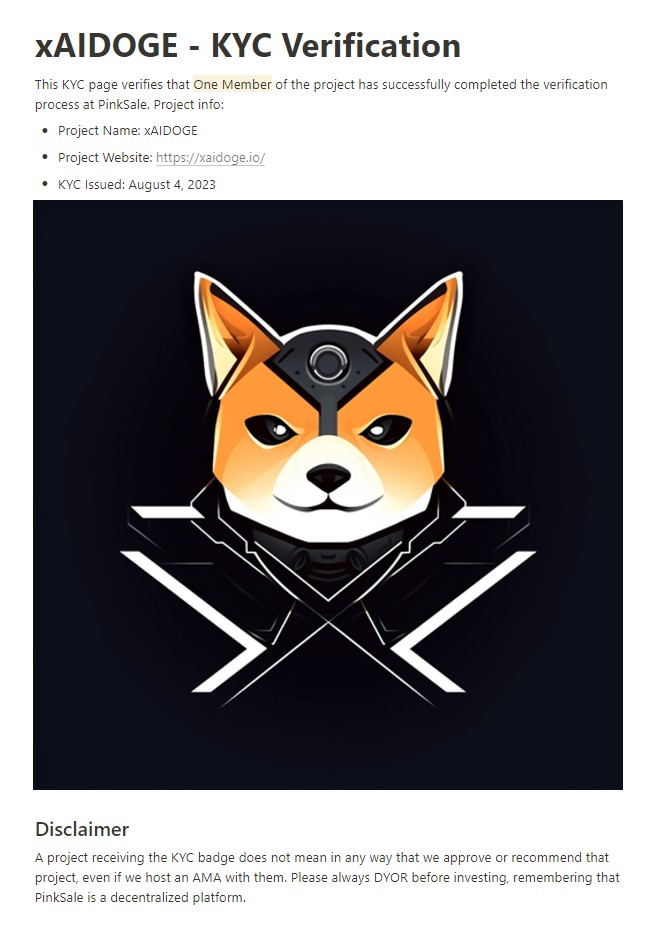 xAIDOGE - KYC Verification
This KYC page verifies that One Member of the project has successfully completed the verification
process at PinkSale. Project info:
• Project Name: xAIDOGE
• Project Website: https://xaidoge.io/
• KYC Issued: August 4, 2023
Disclaimer
A project receiving the KYC badge does not mean in any way that we approve or recommend that
project, even if we host an AMA with them. Please always DYOR before investing, remembering that
PinkSale is a decentralized platform.